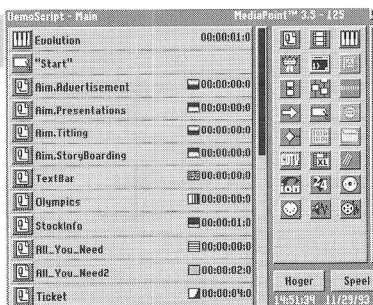 DemoScript - Main MediaPoint™ 3.5 - 125
Evolution 00:00:01:0
"Start"
Aim.Advertisement 00:00:00:0
Aim.Presentations 00:00:00:0
Aim.Titling 00:00:00:0
Aim.StoryBoarding 00:00:00:0
TextBar 00:00:00:0
Olympics 00:00:00:0
StockInfo 00:00:01:0
All_You_Need 00:00:00:0
All_You_Need2 00:00:02:0
Ticket 00:00:04:0
Hoger Speel
14:51:34 11/29/93